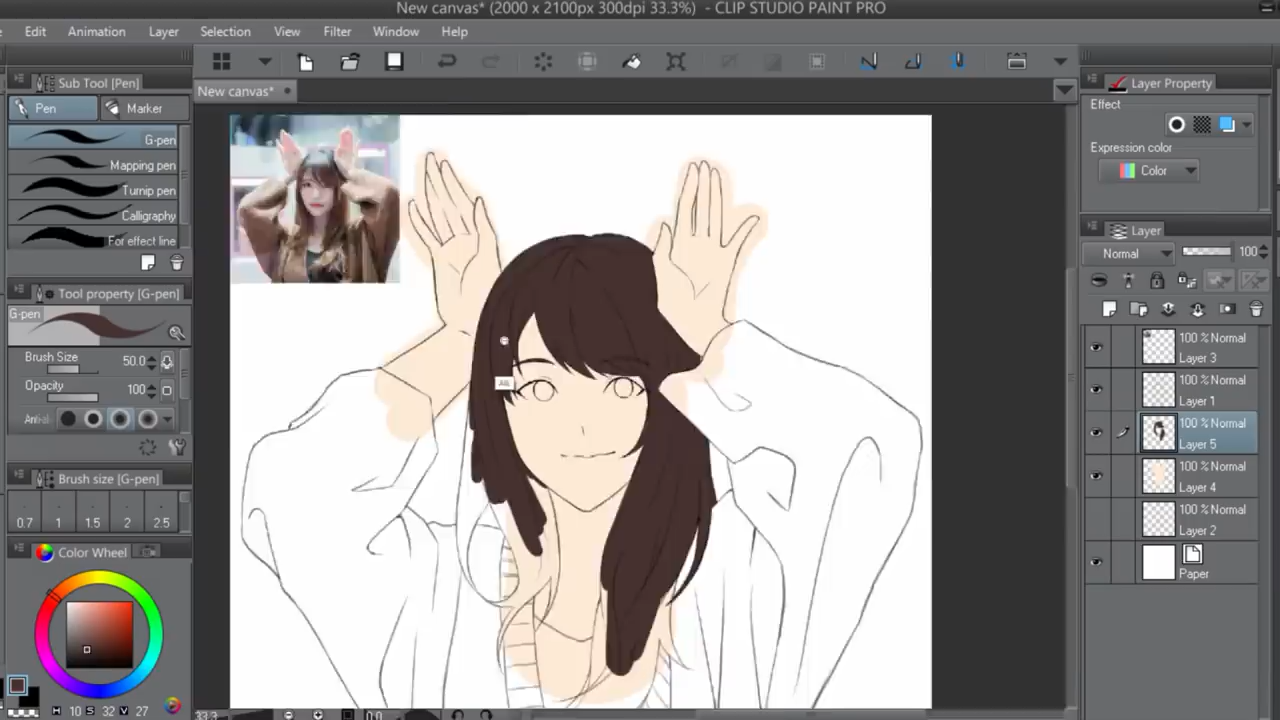 New canvas* (2000 x 2100px 300dpi 33.3%) - CLIP STUDIO PAINT PRO
Edit Animation Layer Selection View Filter Window Help
Sub Tool [Pen]
Pen Marker
G-pen
Mapping pen
Turnip pen
Calligraphy
For effect line
Tool property [G-pen]
G-pen
Brush Size 50.0
Opacity 100
Anti-al
Brush size [G-pen]
0.7 1 1.5 2 2.5
Color Wheel
H 10 S 32 V 27
New canvas*
33.3
0.0
Layer Property
Effect
Expression color
Color
Layer
Normal 100
100 % Normal
Layer 3
100 % Normal
Layer 1
100 % Normal
Layer 5
100 % Normal
Layer 4
100 % Normal
Layer 2
Paper